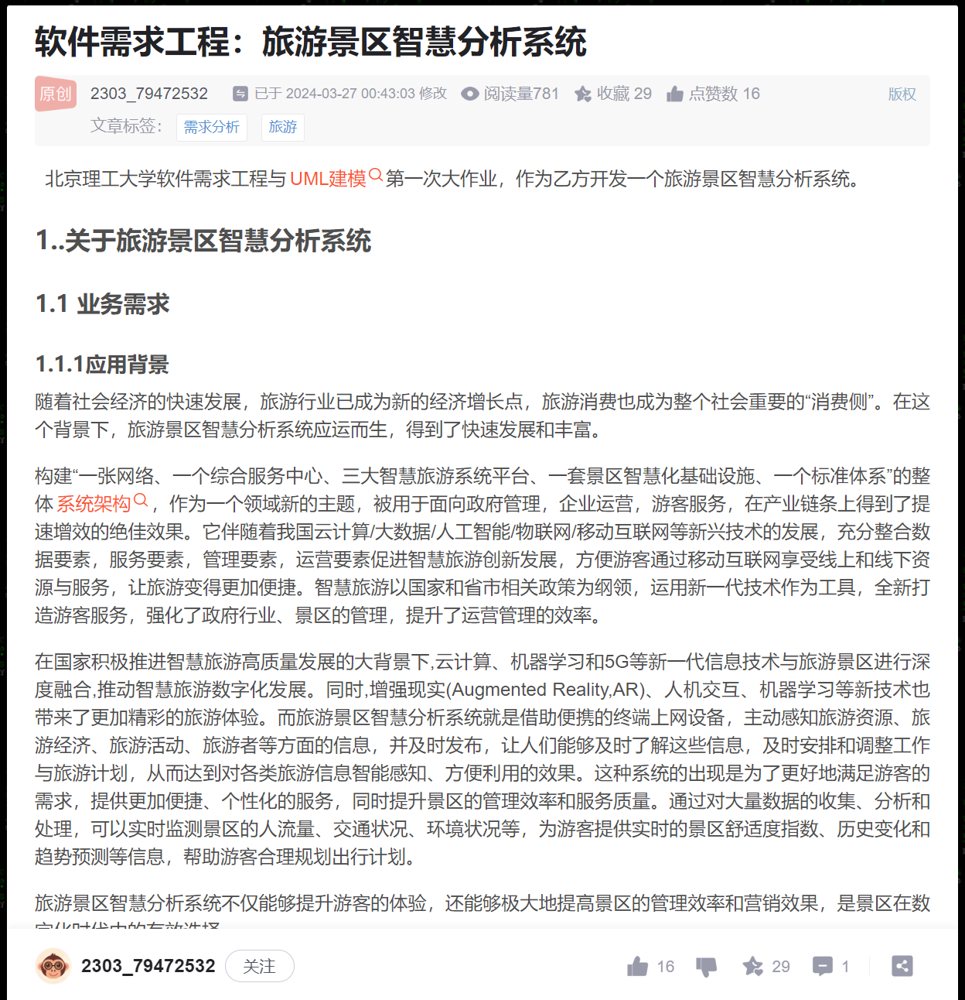 软件需求工程：旅游景区智慧分析系统
原创 2303_79472532 已于 2024-03-27 00:43:03 修改 阅读量781 收藏 29 点赞数 16 版权
文章标签： 需求分析 旅游
北京理工大学软件需求工程与 UML建模 第一次大作业，作为乙方开发一个旅游景区智慧分析系统。
1..关于旅游景区智慧分析系统
1.1 业务需求
1.1.1应用背景
随着社会经济的快速发展，旅游行业已成为新的经济增长点，旅游消费也成为整个社会重要的“消费侧”。在这
个背景下，旅游景区智慧分析系统应运而生，得到了快速发展和丰富。
构建“一张网络、一个综合服务中心、三大智慧旅游系统平台、一套景区智慧化基础设施、一个标准体系”的整
体 系统架构 ，作为一个领域新的主题，被用于面向政府管理，企业运营，游客服务，在产业链条上得到了提
速增效的绝佳效果。它伴随着我国云计算/大数据/人工智能/物联网/移动互联网等新兴技术的发展，充分整合数
据要素，服务要素，管理要素，运营要素促进智慧旅游创新发展，方便游客通过移动互联网享受线上和线下资
源与服务，让旅游变得更加便捷。智慧旅游以国家和省市相关政策为纲领，运用新一代技术作为工具，全新打
造游客服务，强化了政府行业、景区的管理，提升了运营管理的效率。
在国家积极推进智慧旅游高质量发展的大背景下,云计算、机器学习和5G等新一代信息技术与旅游景区进行深
度融合,推动智慧旅游数字化发展。同时,增强现实(Augmented Reality,AR)、人机交互、机器学习等新技术也
带来了更加精彩的旅游体验。而旅游景区智慧分析系统就是借助便携的终端上网设备，主动感知旅游资源、旅
游经济、旅游活动、旅游者等方面的信息，并及时发布，让人们能够及时了解这些信息，及时安排和调整工作
与旅游计划，从而达到对各类旅游信息智能感知、方便利用的效果。这种系统的出现是为了更好地满足游客的
需求，提供更加便捷、个性化的服务，同时提升景区的管理效率和服务质量。通过对大量数据的收集、分析和
处理，可以实时监测景区的人流量、交通状况、环境状况等，为游客提供实时的景区舒适度指数、历史变化和
趋势预测等信息，帮助游客合理规划出行计划。
旅游景区智慧分析系统不仅能够提升游客的体验，还能够极大地提高景区的管理效率和营销效果，是景区在数
字化时代中的有效选择
2303_79472532 关注 16 29 1